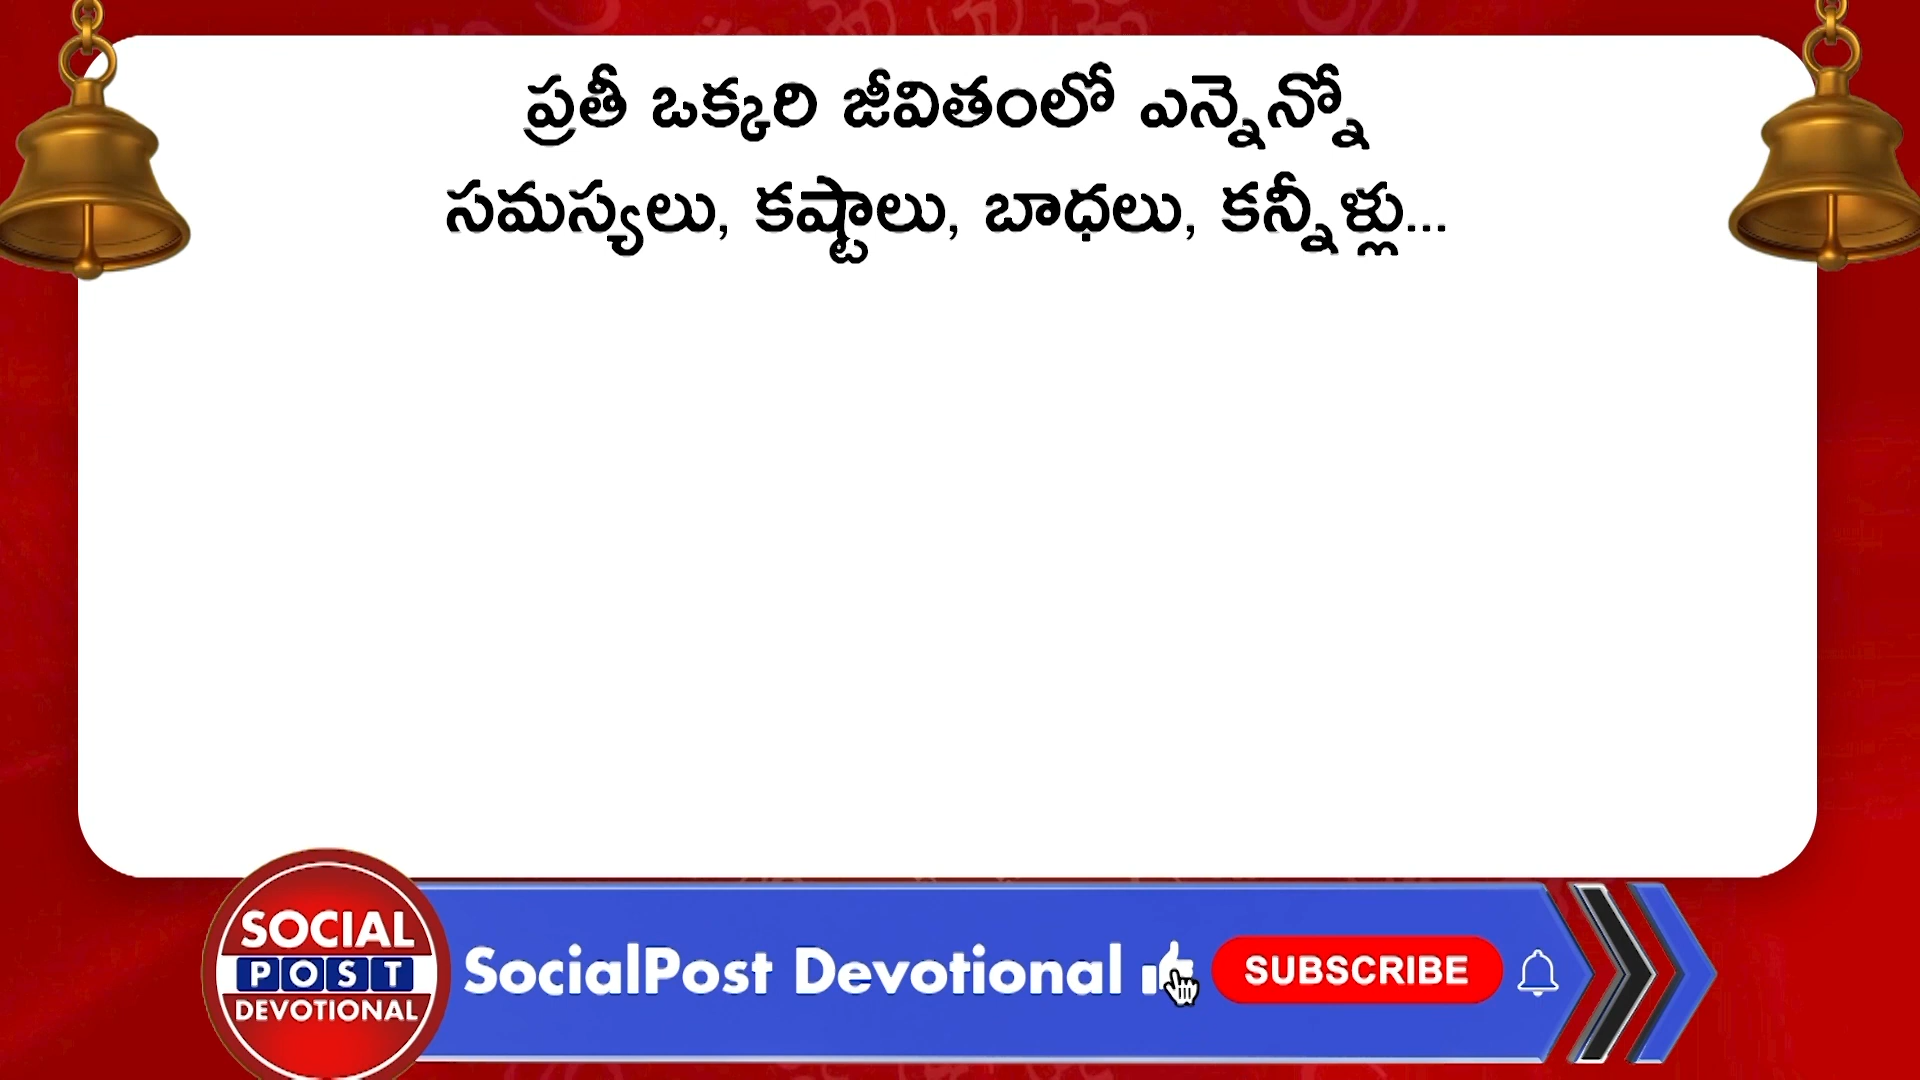 ప్రతీ ఒక్కరి జీవితంలో ఎన్నెన్నో
సమస్యలు, కష్టాలు, బాధలు, కన్నీళ్లు...
SOCIAL
POST
DEVOTIONAL
SocialPost Devotional
SUBSCRIBE